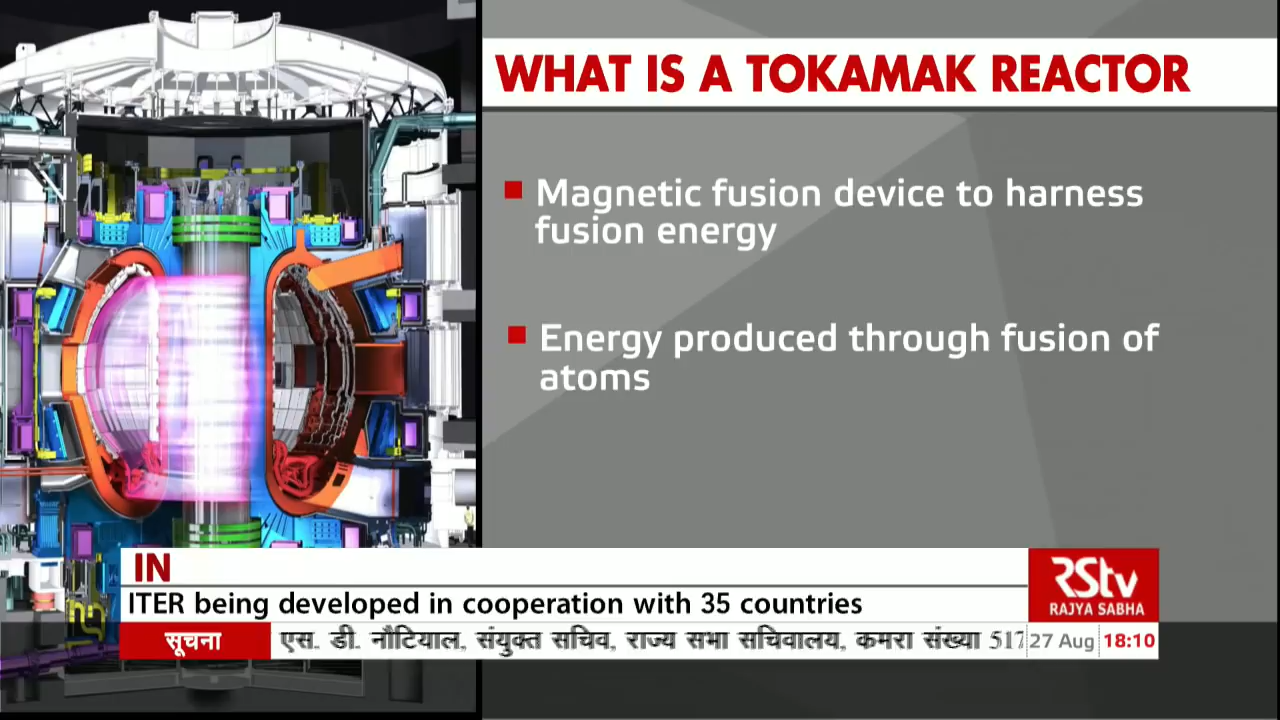 WHAT IS A TOKAMAK REACTOR
Magnetic fusion device to harness
fusion energy
Energy produced through fusion of
atoms
IN
ITER being developed in cooperation with 35 countries
RStv
RAJYA SABHA
सूचना
एस. डी. नौटियाल, संयुक्त सचिव, राज्य सभा सचिवालय, कमरा संख्या 517
27 Aug 18:10